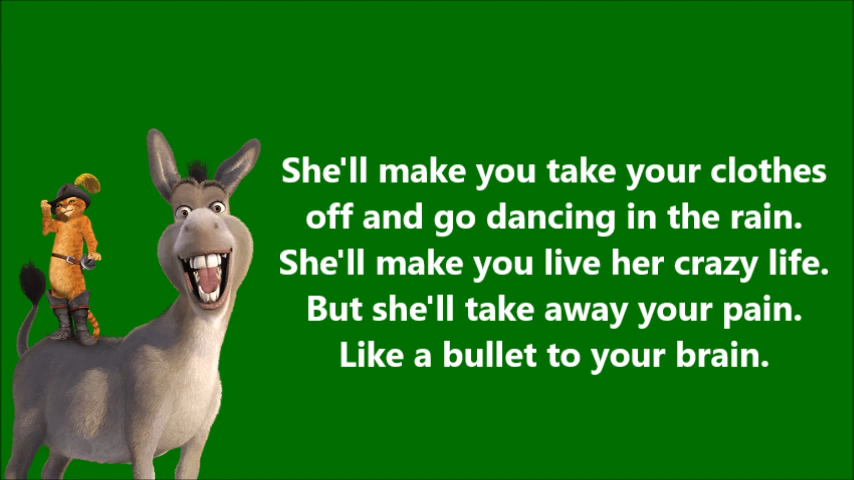 She'll make you take your clothes
off and go dancing in the rain.
She'll make you live her crazy life.
But she'll take away your pain.
Like a bullet to your brain.